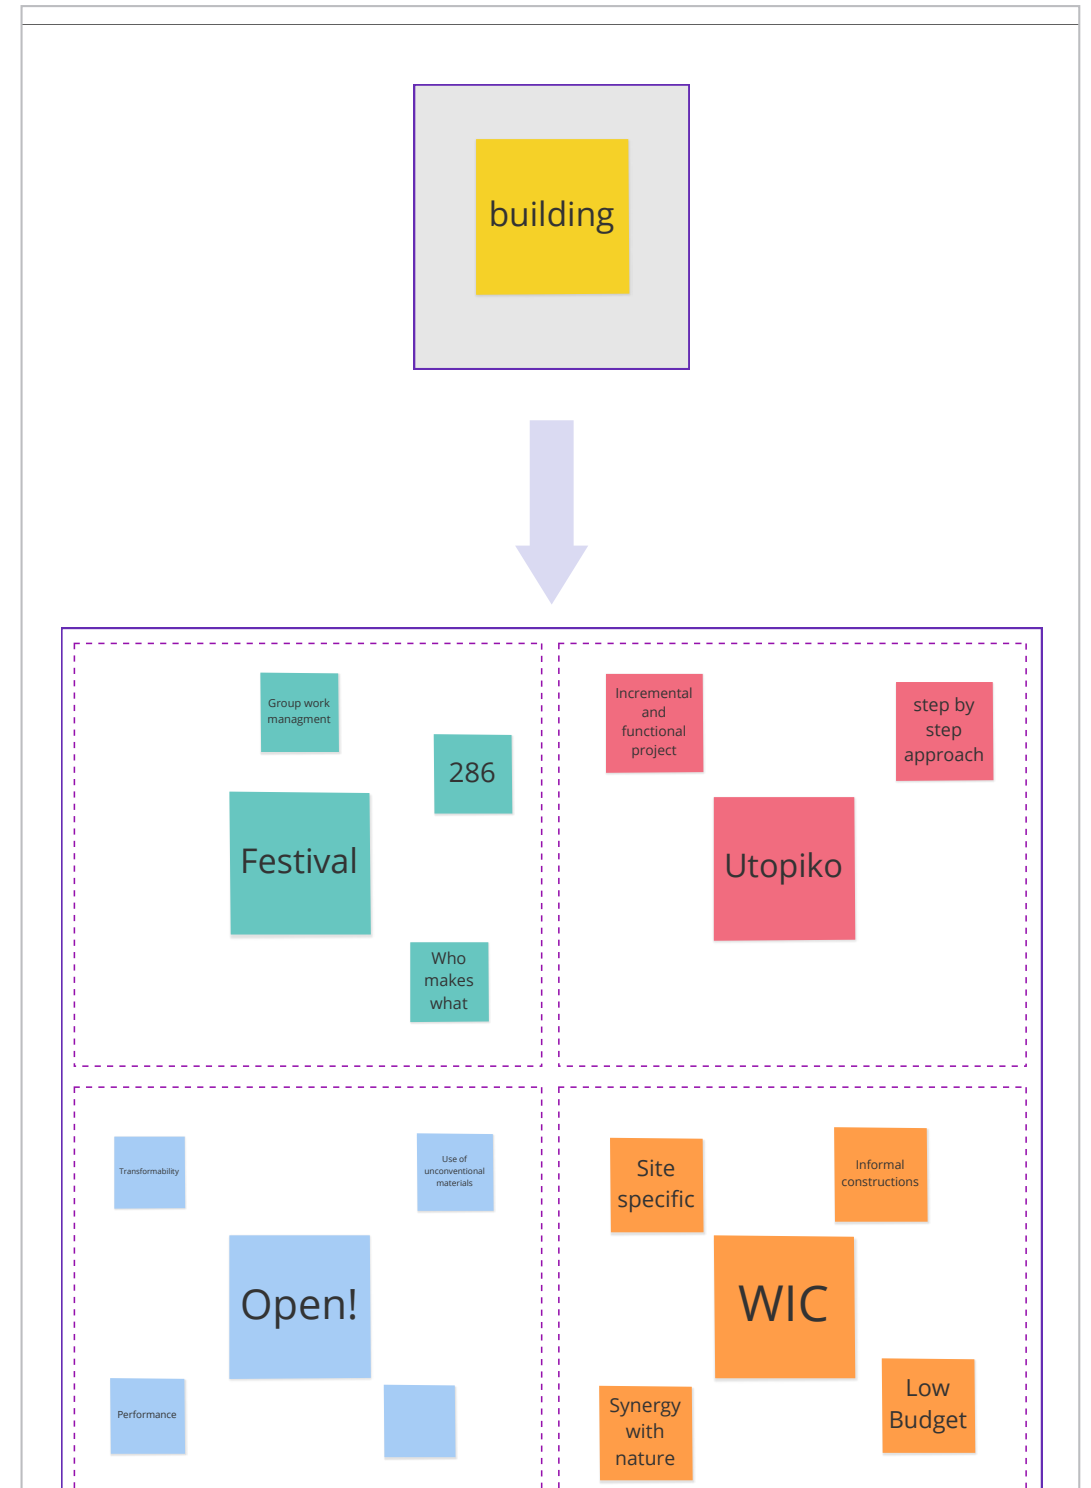 building
Group work
managment
286
Festival
Who
makes
what
Incremental
and
functional
project
step by
step
approach
Utopiko
Transformability
Use of
unconventional
materials
Open!
Performance
Site
specific
Informal
constructions
WIC
Synergy
with
nature
Low
Budget